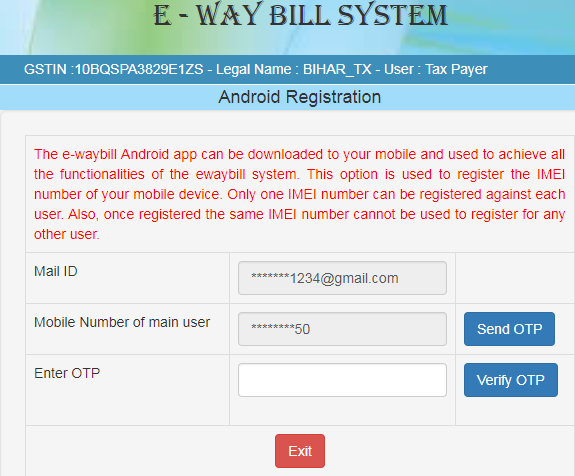 E - WAY BILL SYSTEM
GSTIN :10BQSPA3829E1ZS - Legal Name : BIHAR_TX - User : Tax Payer
Android Registration
The e-waybill Android app can be downloaded to your mobile and used to achieve all
the functionalities of the ewaybill system. This option is used to register the IMEI
number of your mobile device. Only one IMEI number can be registered against each
user. Also, once registered the same IMEI number cannot be used to register for any
other user.
Mail ID *******1234@gmail.com
Mobile Number of main user ********50 Send OTP
Enter OTP Verify OTP
Exit